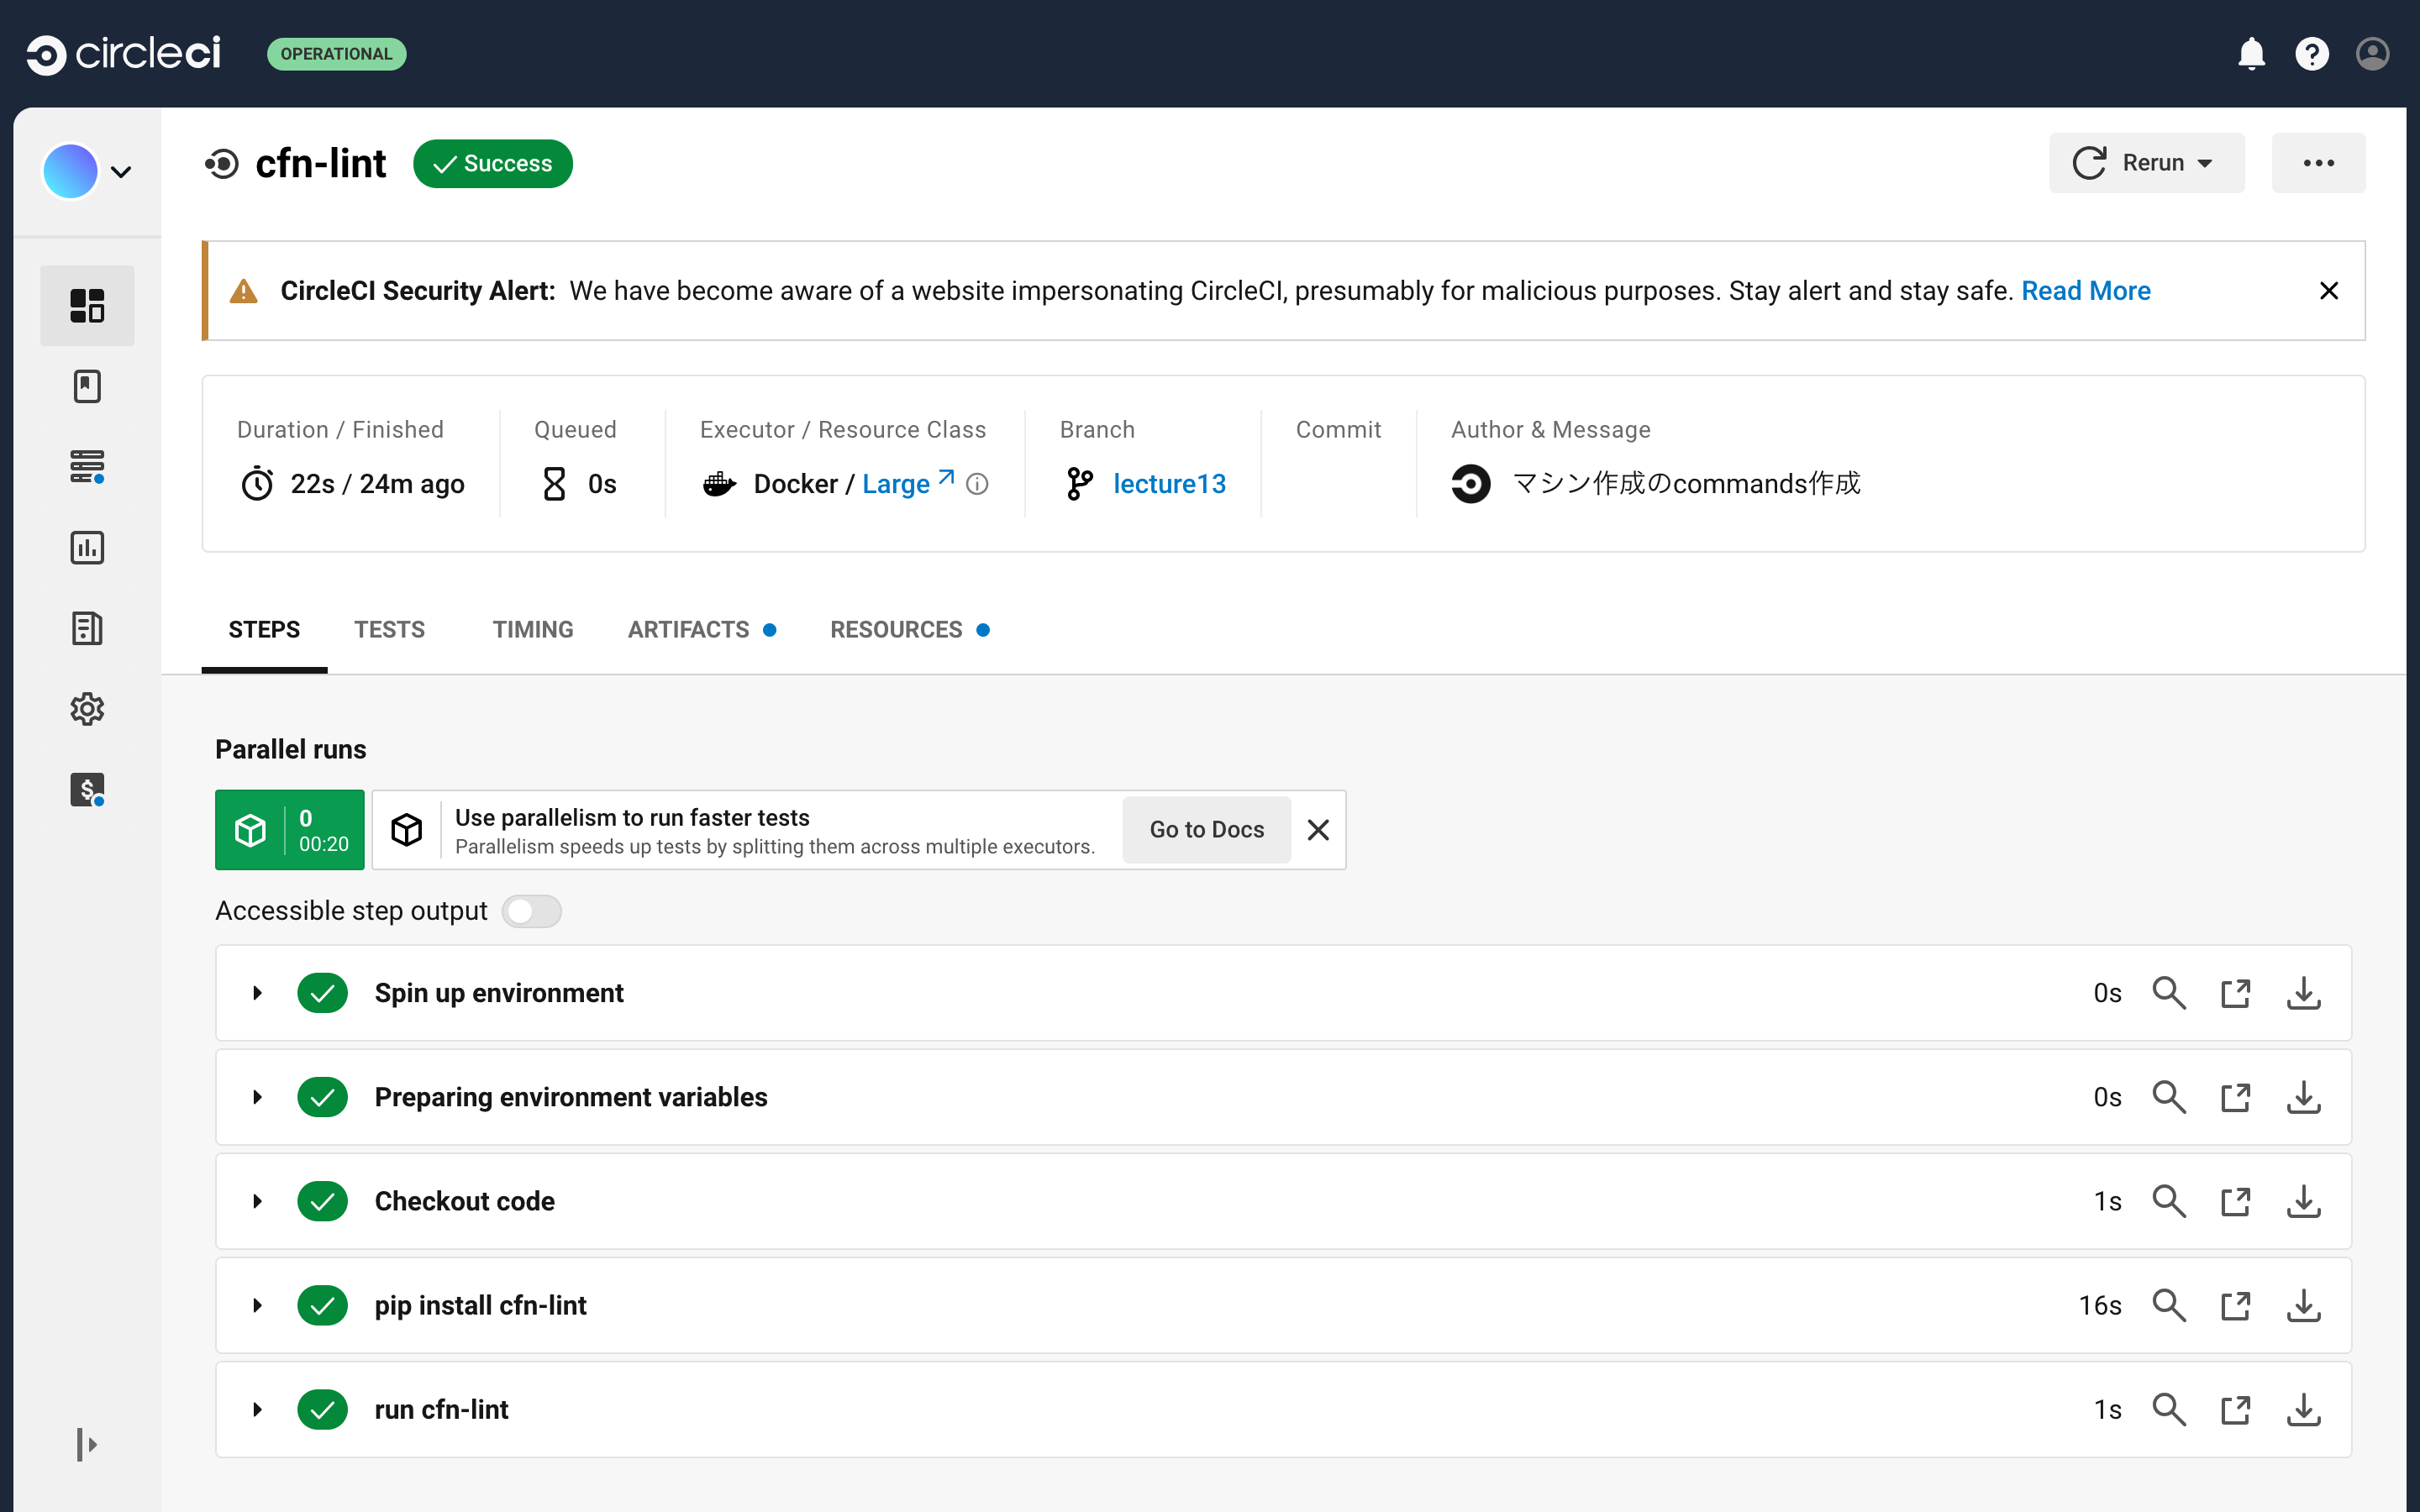 circleci OPERATIONAL
cfn-lint Success Rerun
CircleCI Security Alert: We have become aware of a website impersonating CircleCI, presumably for malicious purposes. Stay alert and stay safe. Read More
Duration / Finished Queued Executor / Resource Class Branch Commit Author & Message
22s / 24m ago 0s Docker / Large lecture13 マシン作成のcommands作成
STEPS TESTS TIMING ARTIFACTS RESOURCES
Parallel runs
0 Use parallelism to run faster tests Go to Docs
00:20 Parallelism speeds up tests by splitting them across multiple executors.
Accessible step output
Spin up environment 0s
Preparing environment variables 0s
Checkout code 1s
pip install cfn-lint 16s
run cfn-lint 1s